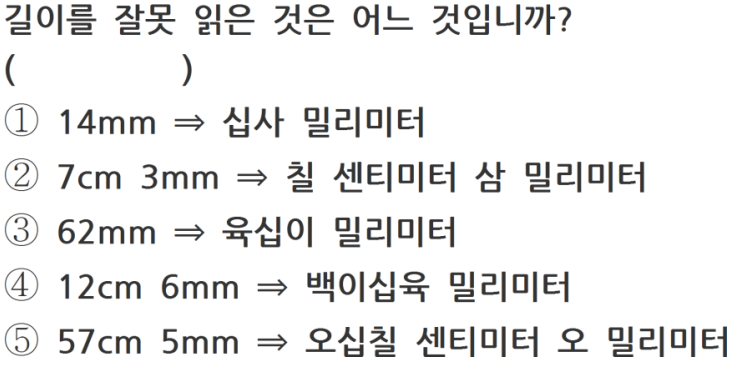 길이를 잘못 읽은 것은 어느 것입니까?
(          )
① 14mm ⇒ 십사 밀리미터
② 7cm 3mm ⇒ 칠 센티미터 삼 밀리미터
③ 62mm ⇒ 육십이 밀리미터
④ 12cm 6mm ⇒ 백이십육 밀리미터
⑤ 57cm 5mm ⇒ 오십칠 센티미터 오 밀리미터